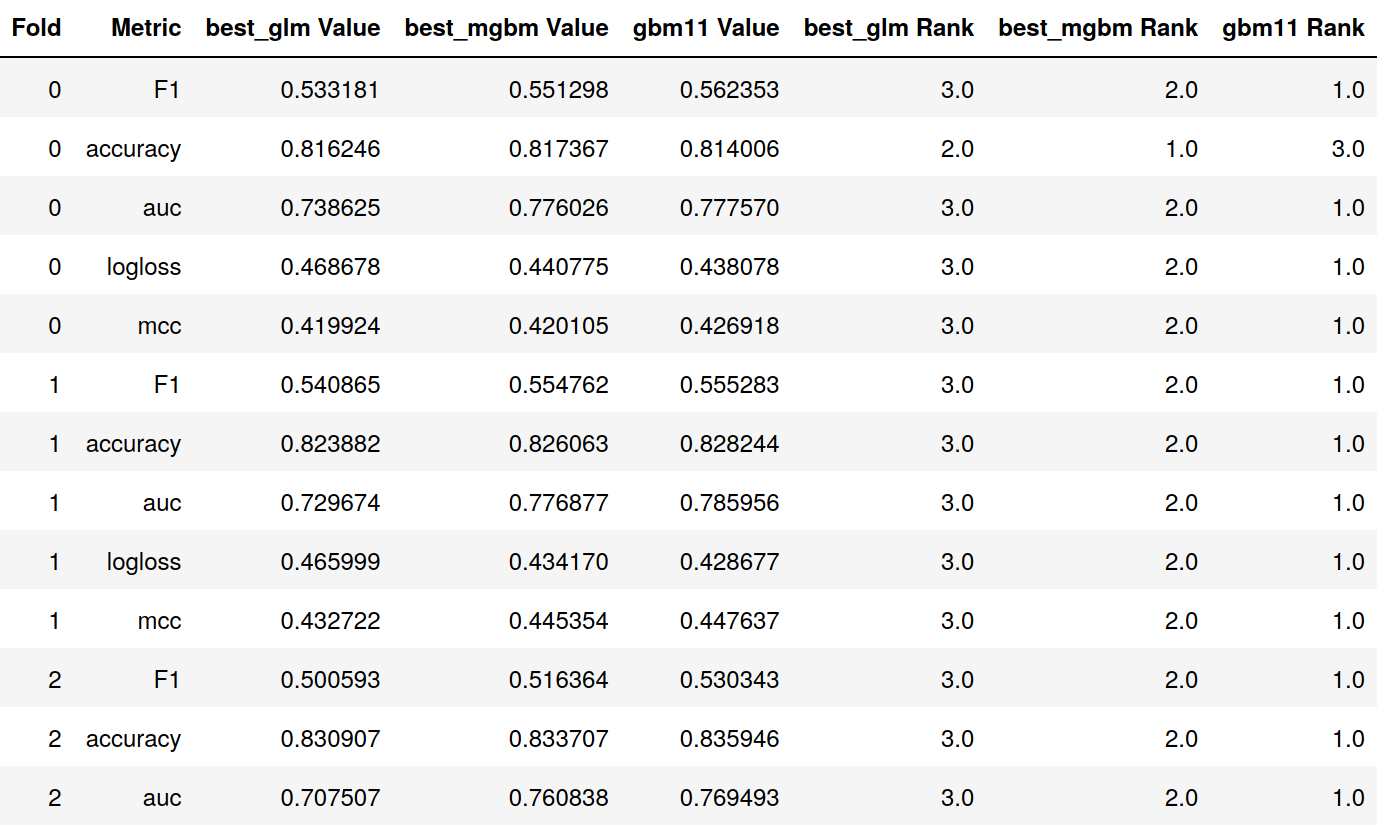 Fold Metric best_glm Value best_mgbm Value gbm11 Value best_glm Rank best_mgbm Rank gbm11 Rank
0 F1 0.533181 0.551298 0.562353 3.0 2.0 1.0
0 accuracy 0.816246 0.817367 0.814006 2.0 1.0 3.0
0 auc 0.738625 0.776026 0.777570 3.0 2.0 1.0
0 logloss 0.468678 0.440775 0.438078 3.0 2.0 1.0
0 mcc 0.419924 0.420105 0.426918 3.0 2.0 1.0
1 F1 0.540865 0.554762 0.555283 3.0 2.0 1.0
1 accuracy 0.823882 0.826063 0.828244 3.0 2.0 1.0
1 auc 0.729674 0.776877 0.785956 3.0 2.0 1.0
1 logloss 0.465999 0.434170 0.428677 3.0 2.0 1.0
1 mcc 0.432722 0.445354 0.447637 3.0 2.0 1.0
2 F1 0.500593 0.516364 0.530343 3.0 2.0 1.0
2 accuracy 0.830907 0.833707 0.835946 3.0 2.0 1.0
2 auc 0.707507 0.760838 0.769493 3.0 2.0 1.0